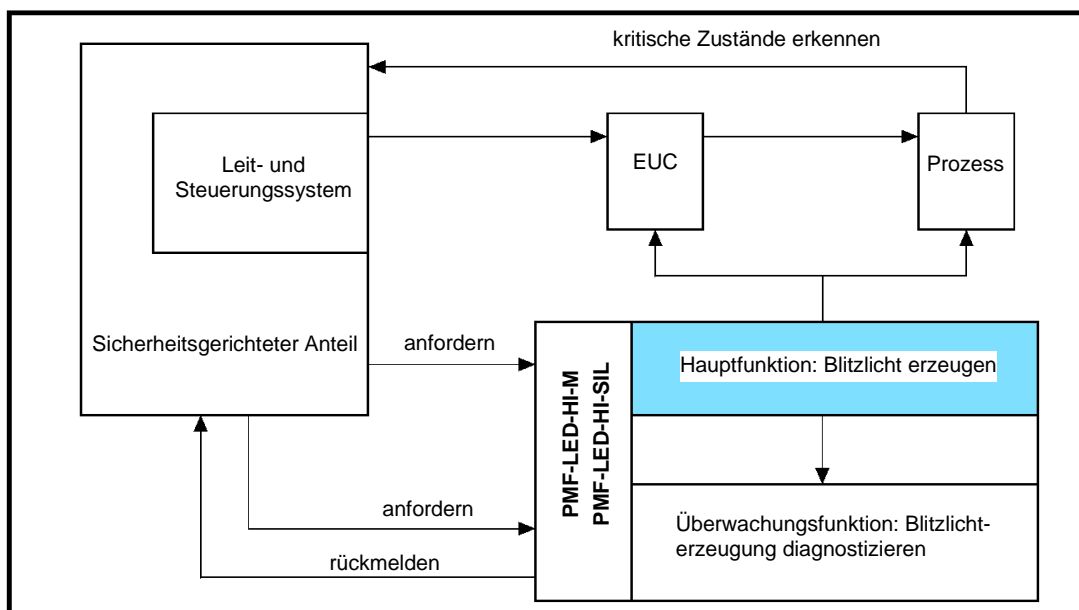 kritische Zustände erkennen
Leit- und
Steuerungssystem
EUC
Prozess
Sicherheitsgerichteter Anteil
anfordern
PMF-LED-HI-M
PMF-LED-HI-SIL
Hauptfunktion: Blitzlicht erzeugen
anfordern
Überwachungsfunktion: Blitzlicht-
erzeugung diagnostizieren
rückmelden